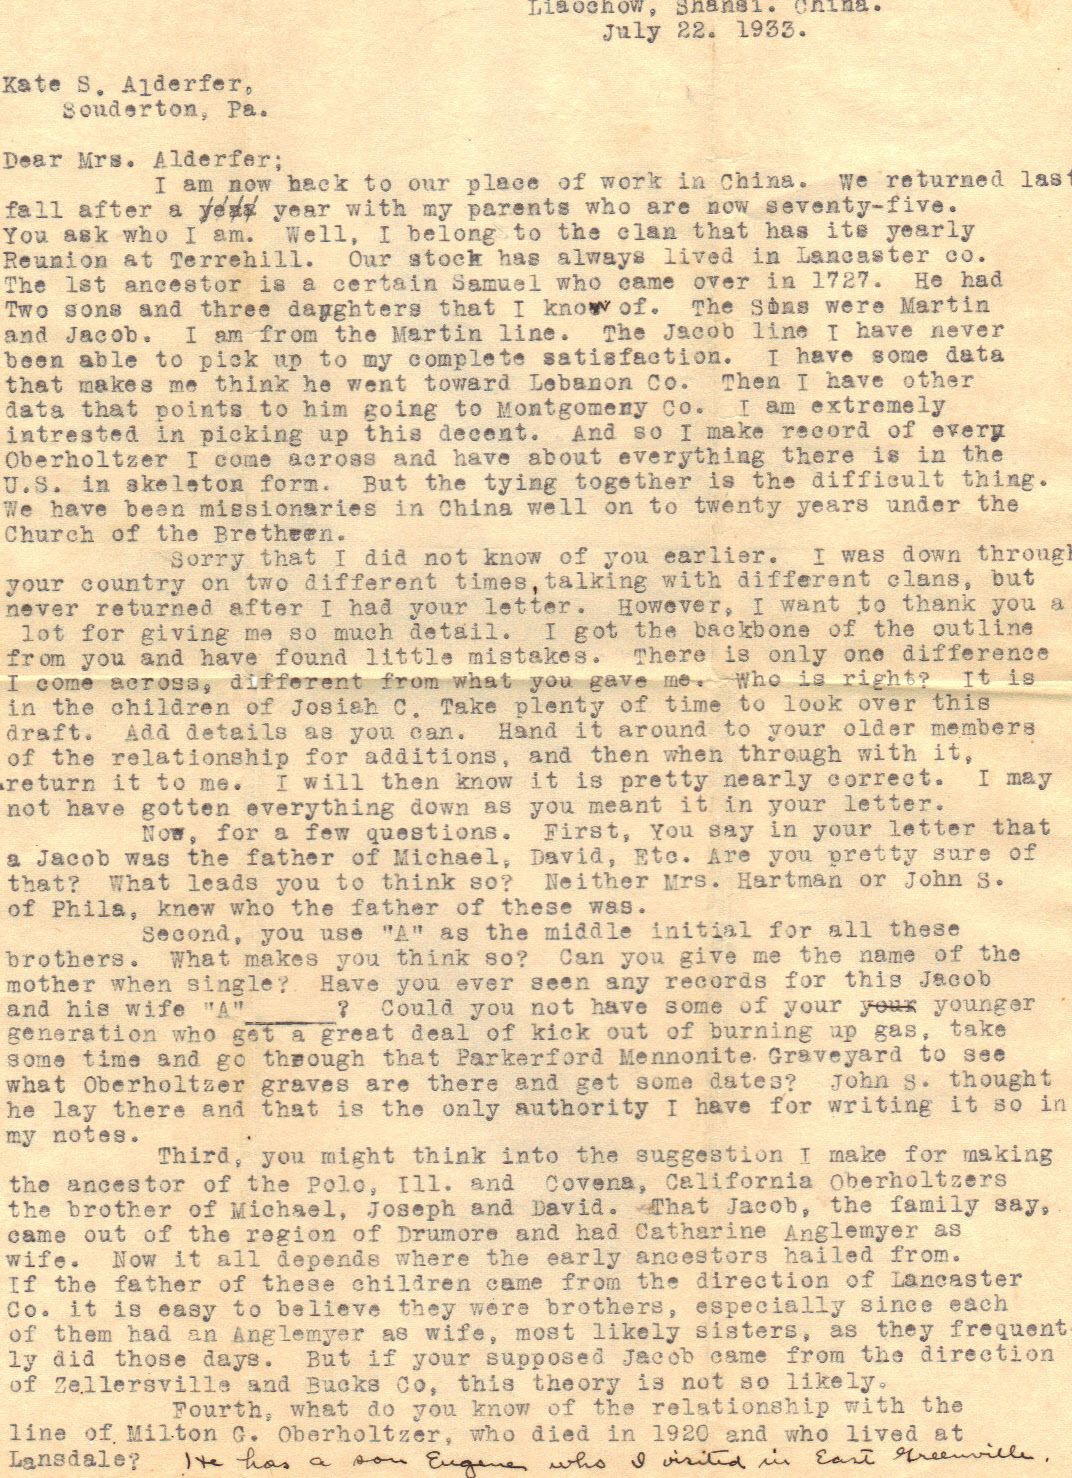 Liaochow, Shansi. China.
July 22. 1933.
Kate S. Alderfer,
Souderton, Pa.
Dear Mrs. Alderfer;
I am now back to our place of work in China. We returned last
fall after a year with my parents who are now seventy-five.
You ask who I am. Well, I belong to the clan that has its yearly
Reunion at Terrehill. Our stock has always lived in Lancaster co.
The 1st ancestor is a certain Samuel who came over in 1727. He had
Two sons and three daughters that I know of. The Sons were Martin
and Jacob. I am from the Martin line. The Jacob line I have never
been able to pick up to my complete satisfaction. I have some data
that makes me think he went toward Lebanon Co. Then I have other
data that points to him going to Montgomeny Co. I am extremely
intrested in picking up this decent. And so I make record of every
Oberholtzer I come across and have about everything there is in the
U.S. in skeleton form. But the tying together is the difficult thing.
We have been missionaries in China well on to twenty years under the
Church of the Brethren.
Sorry that I did not know of you earlier. I was down through
your country on two different times, talking with different clans, but
never returned after I had your letter. However, I want to thank you a
lot for giving me so much detail. I got the backbone of the outline
from you and have found little mistakes. There is only one difference
I come across, different from what you gave me. Who is right? It is
in the children of Josiah C. Take plenty of time to look over this
draft. Add details as you can. Hand it around to your older members
of the relationship for additions, and then when through with it,
return it to me. I will then know it is pretty nearly correct. I may
not have gotten everything down as you meant it in your letter.
Now, for a few questions. First, You say in your letter that
a Jacob was the father of Michael, David, Etc. Are you pretty sure of
that? What leads you to think so? Neither Mrs. Hartman or John S.
of Phila, knew who the father of these was.
Second, you use "A" as the middle initial for all these
brothers. What makes you think so? Can you give me the name of the
mother when single? Have you ever seen any records for this Jacob
and his wife "A"______? Could you not have some of your your younger
generation who get a great deal of kick out of burning up gas, take
some time and go through that Parkerford Mennonite Graveyard to see
what Oberholtzer graves are there and get some dates? John S. thought
he lay there and that is the only authority I have for writing it so in
my notes.
Third, you might think into the suggestion I make for making
the ancestor of the Polo, Ill. and Covena, California Oberholtzers
the brother of Michael, Joseph and David. That Jacob, the family say,
came out of the region of Drumore and had Catharine Anglemyer as
wife. Now it all depends where the early ancestors hailed from.
If the father of these children came from the direction of Lancaster
Co. it is easy to believe they were brothers, especially since each
of them had an Anglemyer as wife, most likely sisters, as they frequent-
ly did those days. But if your supposed Jacob came from the direction
of Zellersville and Bucks Co, this theory is not so likely.
Fourth, what do you know of the relationship with the
line of Milton G. Oberholtzer, who died in 1920 and who lived at
Lansdale? He has a son Eugene who I visited in East Greenville.